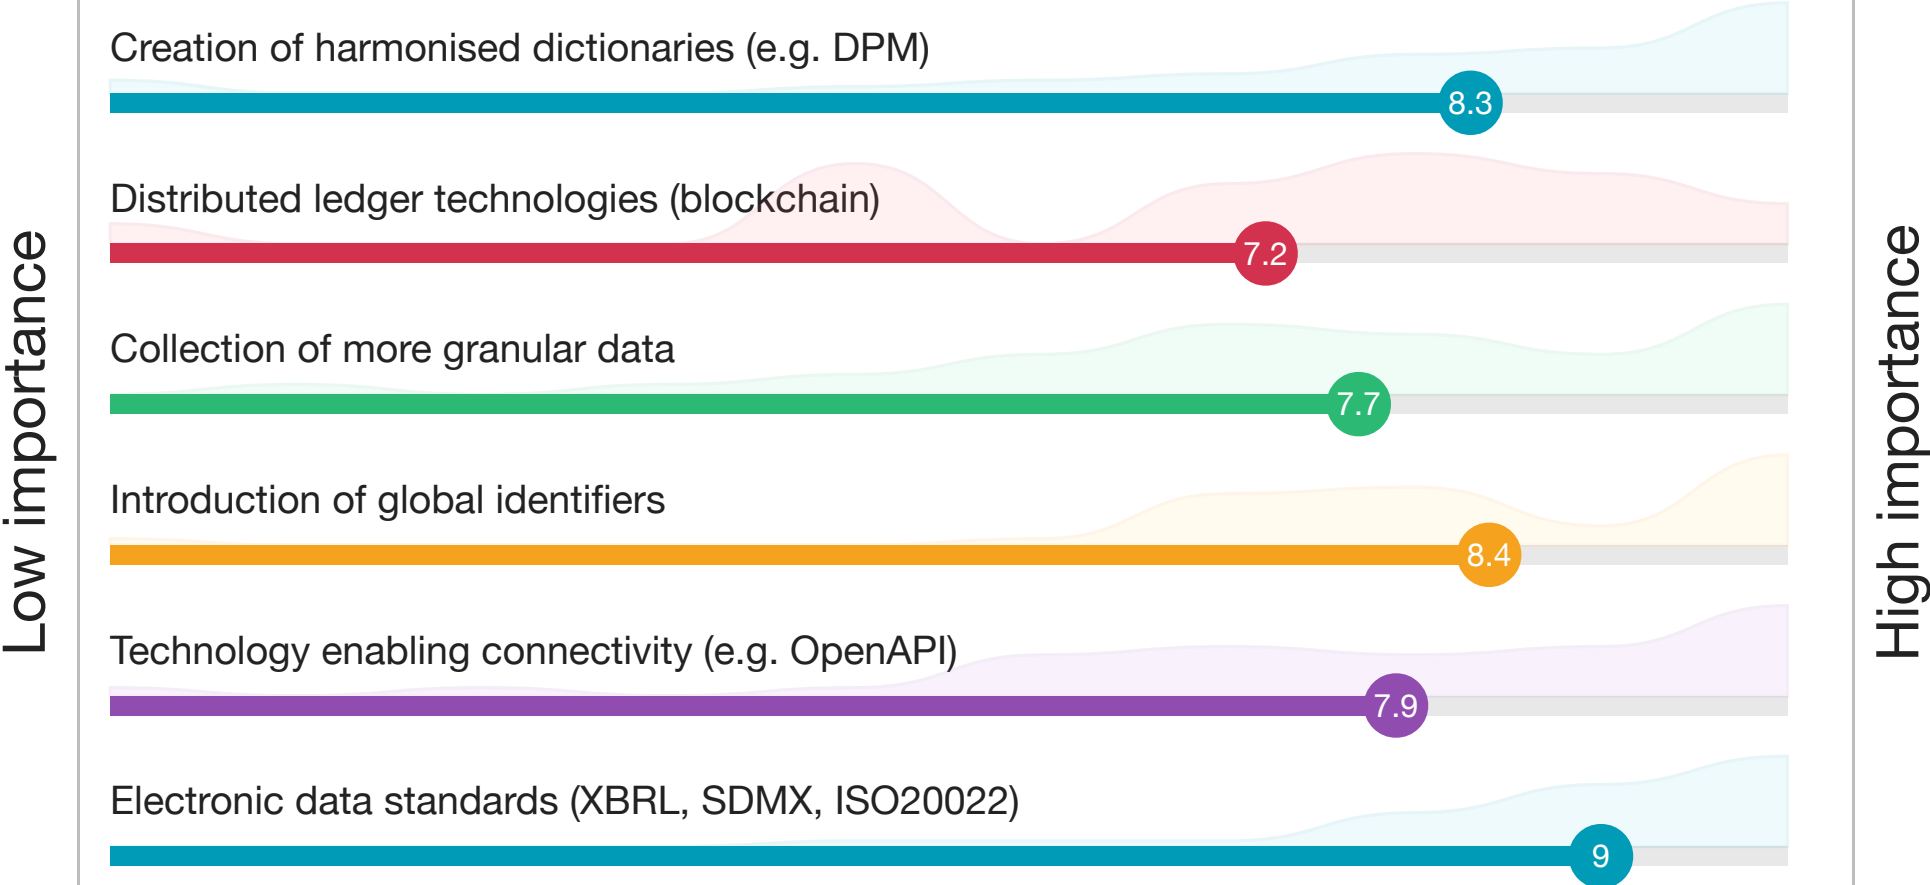 Low importance
Creation of harmonised dictionaries (e.g. DPM)
8.3
Distributed ledger technologies (blockchain)
7.2
Collection of more granular data
7.7
Introduction of global identifiers
8.4
Technology enabling connectivity (e.g. OpenAPI)
7.9
Electronic data standards (XBRL, SDMX, ISO20022)
9
High importance